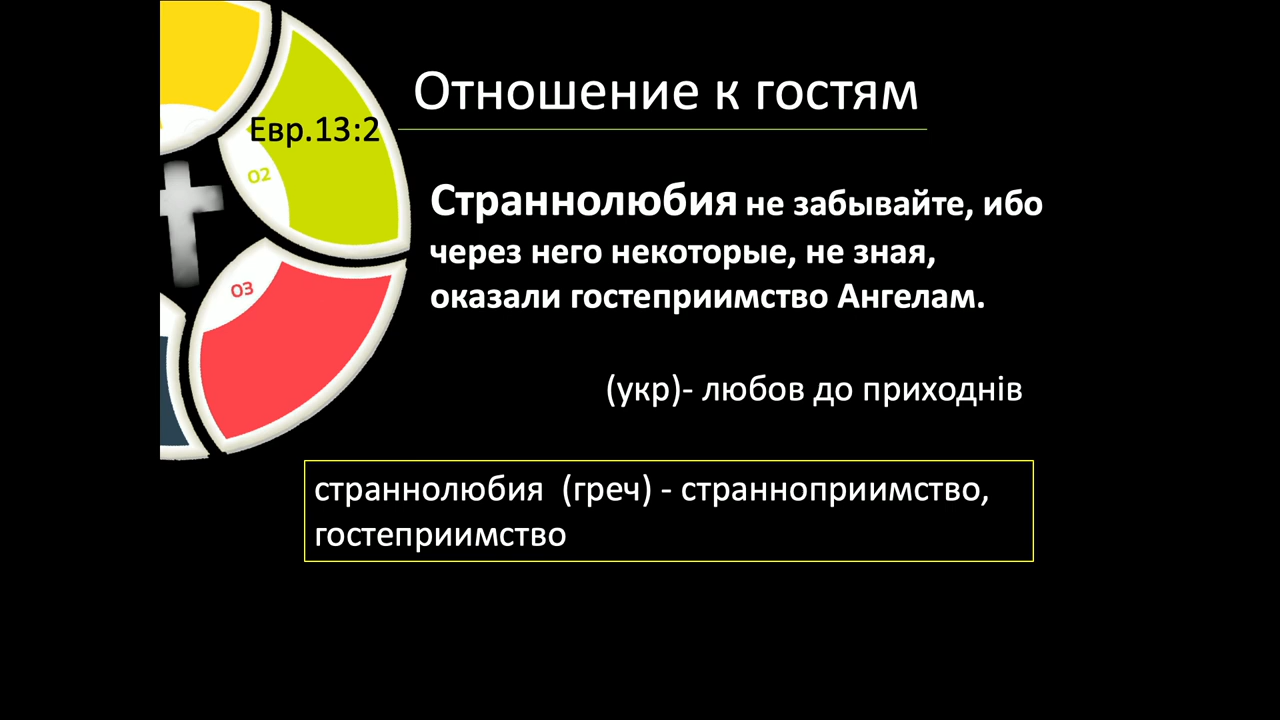 Отношение к гостям
Евр.13:2
02
Страннолюбия не забывайте, ибо
через него некоторые, не зная,
оказали гостеприимство Ангелам.
03
(укр)- любов до приходнів
страннолюбия (греч) - странноприимство,
гостеприимство